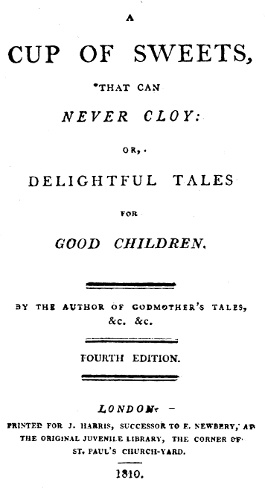 A
CUP OF SWEETS,
THAT CAN
NEVER CLOY:
OR,
DELIGHTFUL TALES
FOR
GOOD CHILDREN.
BY THE AUTHOR OF GODMOTHER'S TALES,
&c. &c.
FOURTH EDITION.
LONDON:
PRINTED FOR J. HARRIS, SUCCESSOR TO E. NEWBERY, AT
THE ORIGINAL JUVENILE LIBRARY, THE CORNER OF
ST. PAUL'S CHURCH-YARD.
1810.